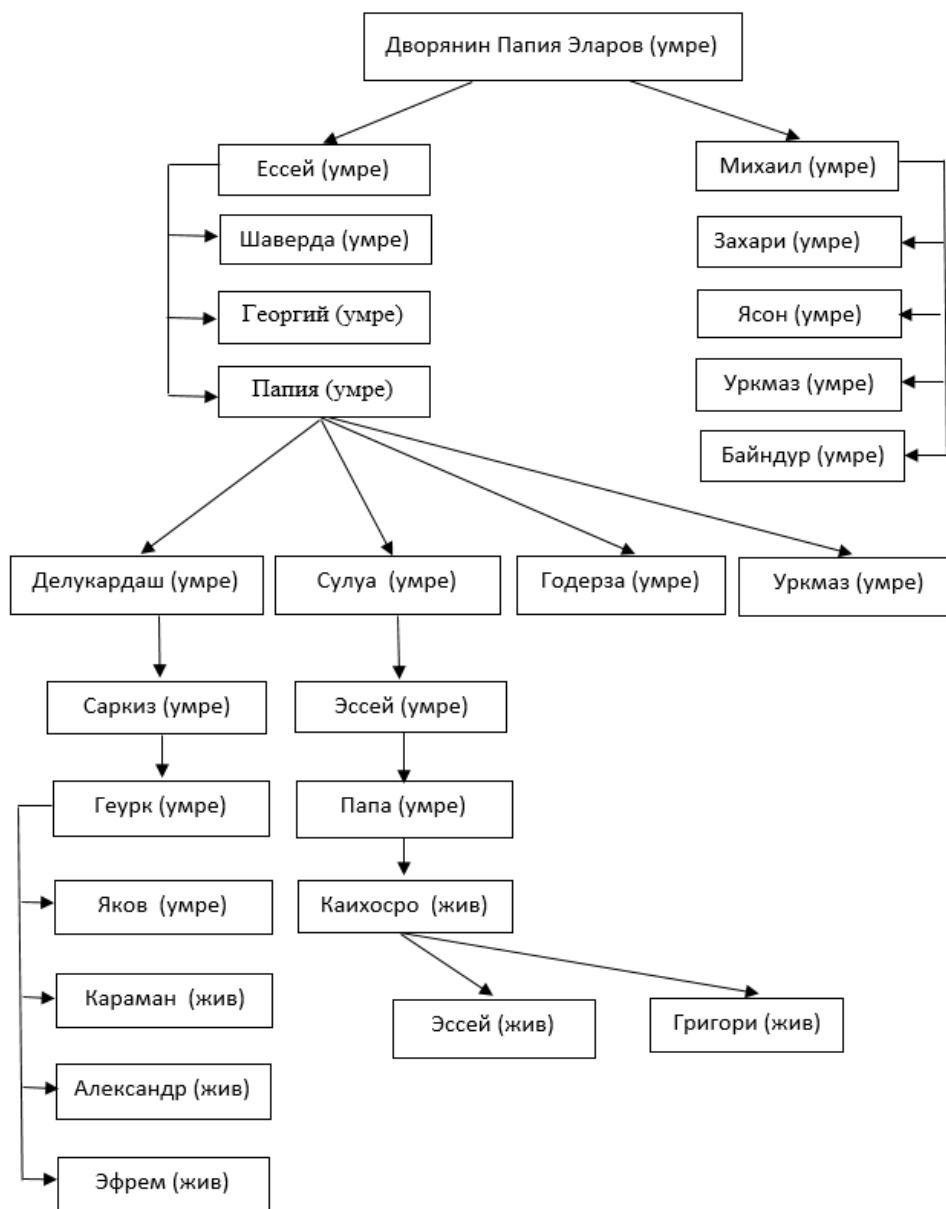 Дворянин Папия Эларов (умре)
Ессей (умре)
Михаил (умре)
Шаверда (умре)
Захари (умре)
Георгий (умре)
Ясон (умре)
Папия (умре)
Уркмаз (умре)
Байндур (умре)
Делукардаш (умре)
Сулуа (умре)
Годерза (умре)
Уркмаз (умре)
Саркиз (умре)
Эссей (умре)
Геурк (умре)
Папа (умре)
Яков (умре)
Каихосро (жив)
Караман (жив)
Эссей (жив)
Григори (жив)
Александр (жив)
Эфрем (жив)